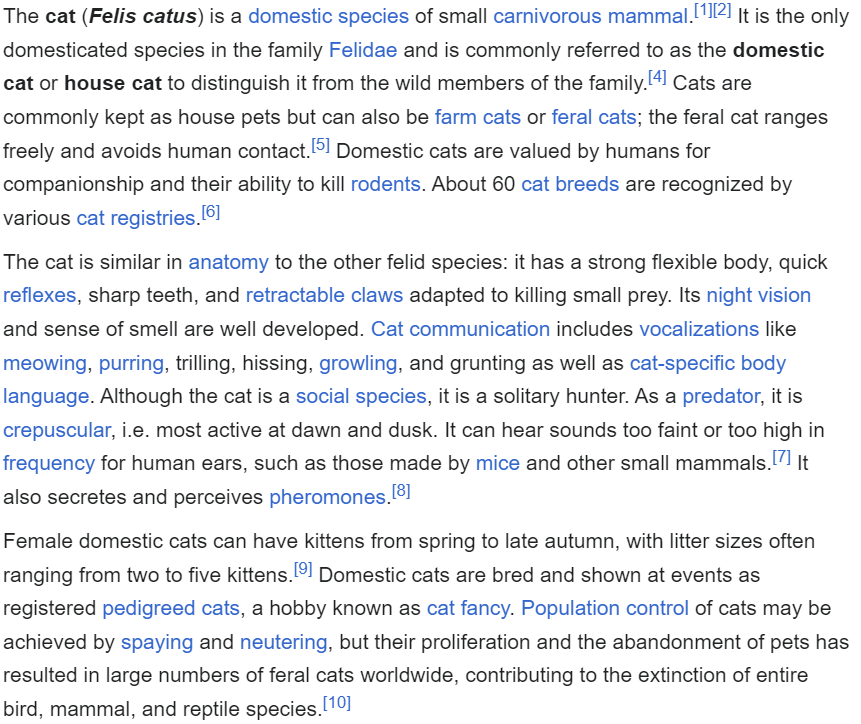 The cat (Felis catus) is a domestic species of small carnivorous mammal.[1][2] It is the only
domesticated species in the family Felidae and is commonly referred to as the domestic
cat or house cat to distinguish it from the wild members of the family.[4] Cats are
commonly kept as house pets but can also be farm cats or feral cats; the feral cat ranges
freely and avoids human contact.[5] Domestic cats are valued by humans for
companionship and their ability to kill rodents. About 60 cat breeds are recognized by
various cat registries.[6]
The cat is similar in anatomy to the other felid species: it has a strong flexible body, quick
reflexes, sharp teeth, and retractable claws adapted to killing small prey. Its night vision
and sense of smell are well developed. Cat communication includes vocalizations like
meowing, purring, trilling, hissing, growling, and grunting as well as cat-specific body
language. Although the cat is a social species, it is a solitary hunter. As a predator, it is
crepuscular, i.e. most active at dawn and dusk. It can hear sounds too faint or too high in
frequency for human ears, such as those made by mice and other small mammals.[7] It
also secretes and perceives pheromones.[8]
Female domestic cats can have kittens from spring to late autumn, with litter sizes often
ranging from two to five kittens.[9] Domestic cats are bred and shown at events as
registered pedigreed cats, a hobby known as cat fancy. Population control of cats may be
achieved by spaying and neutering, but their proliferation and the abandonment of pets has
resulted in large numbers of feral cats worldwide, contributing to the extinction of entire
bird, mammal, and reptile species.[10]